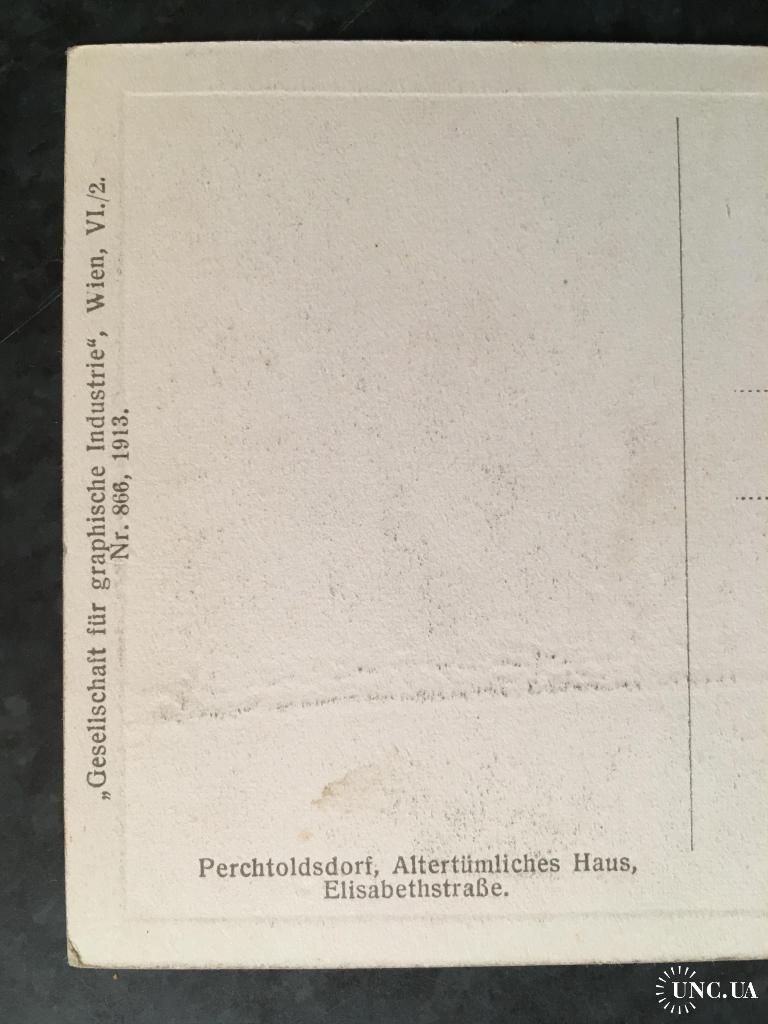 „Gesellschaft für graphische Industrie“, Wien, VI./2.
Nr. 866, 1913.
Perchtoldsdorf, Altertümliches Haus,
Elisabethstraße.
UNC.UA